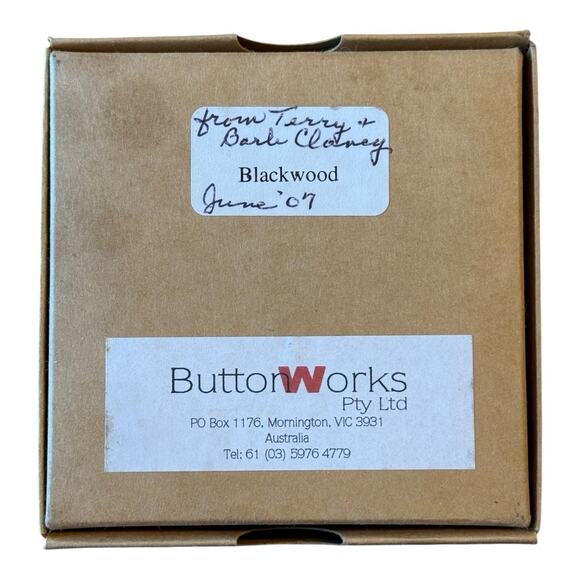 from Terry +
Barb Clancy
Blackwood
June '07
ButtonWorks
Pty Ltd
PO Box 1176, Mornington, VIC 3931
Australia
Tel: 61 (03) 5976 4779